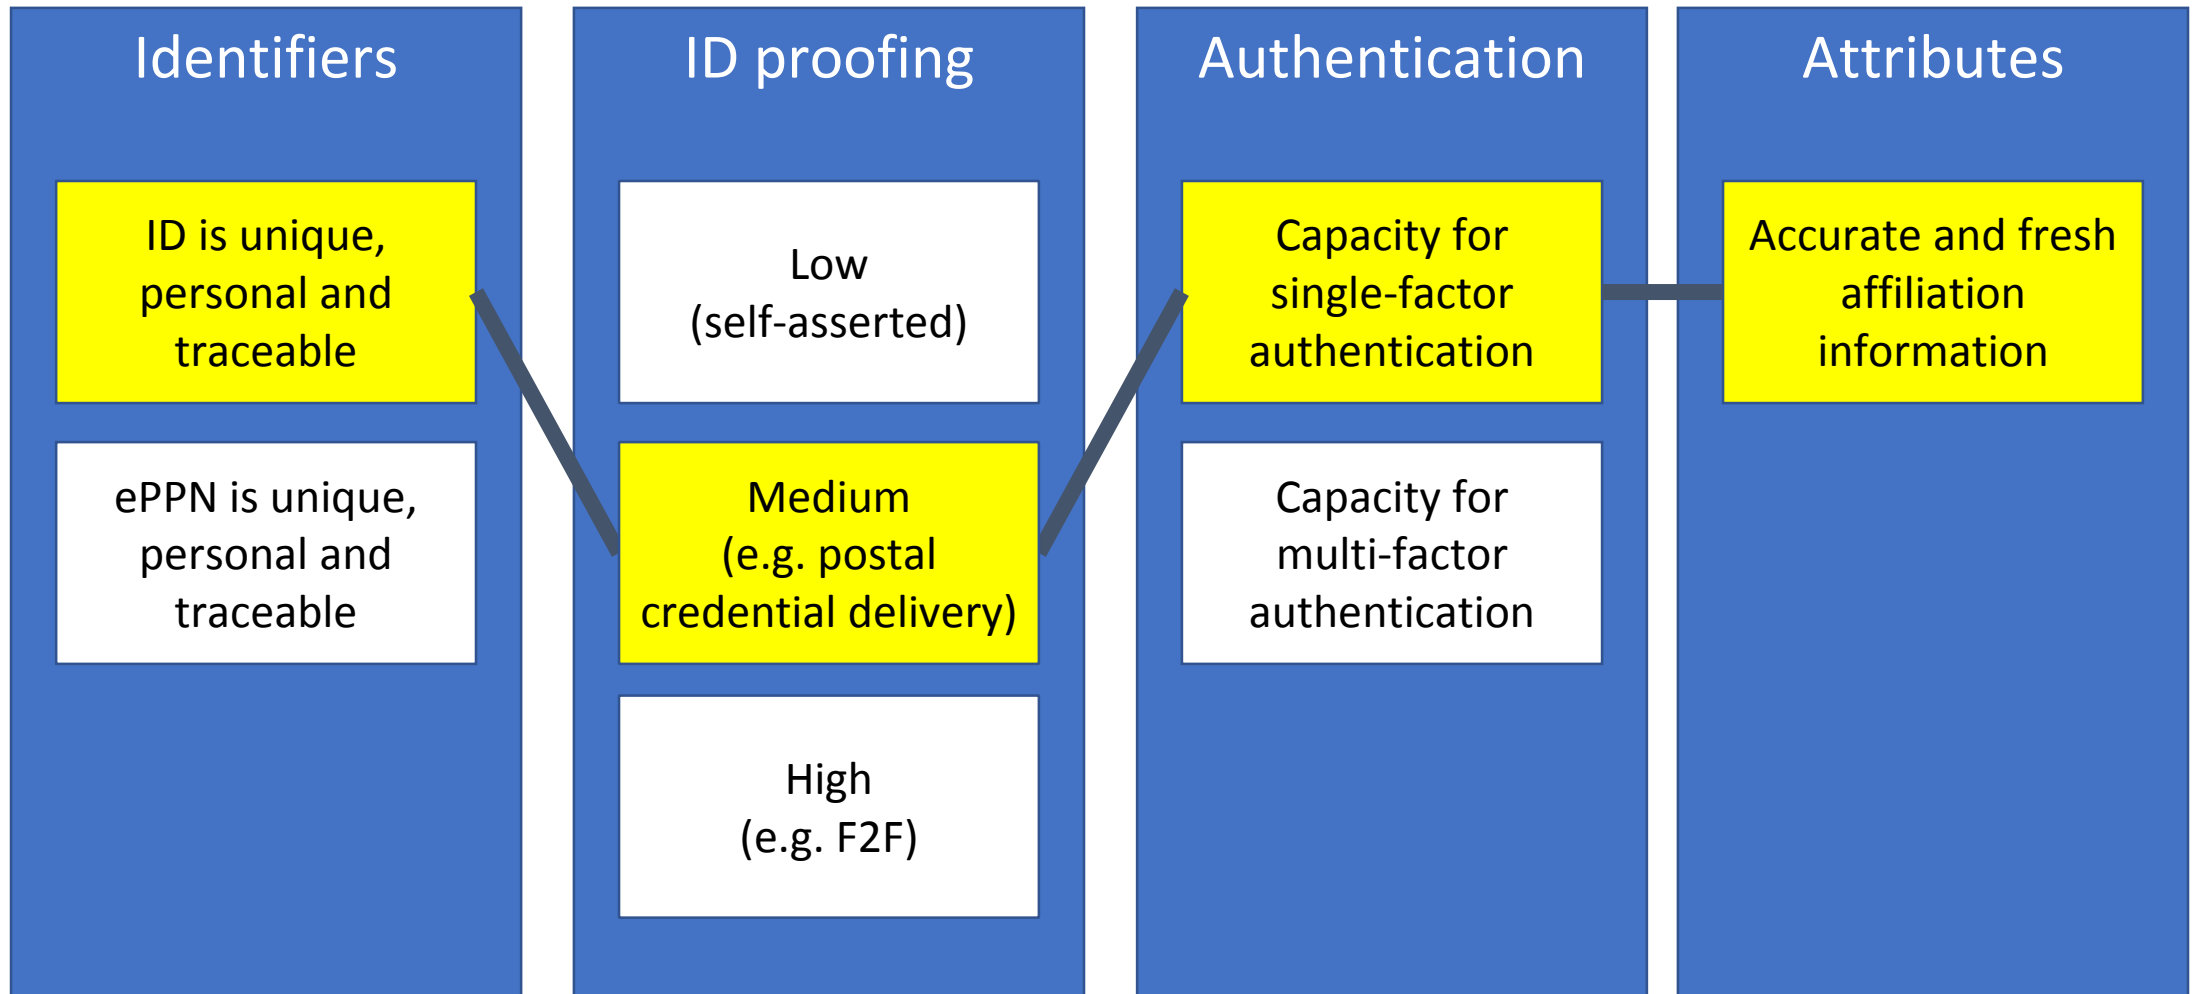 Identifiers
ID is unique,
personal and
traceable
ePPN is unique,
personal and
traceable
ID proofing
Low
(self-asserted)
Medium
(e.g. postal
credential delivery)
High
(e.g. F2F)
Authentication
Capacity for
single-factor
authentication
Capacity for
multi-factor
authentication
Attributes
Accurate and fresh
affiliation
information